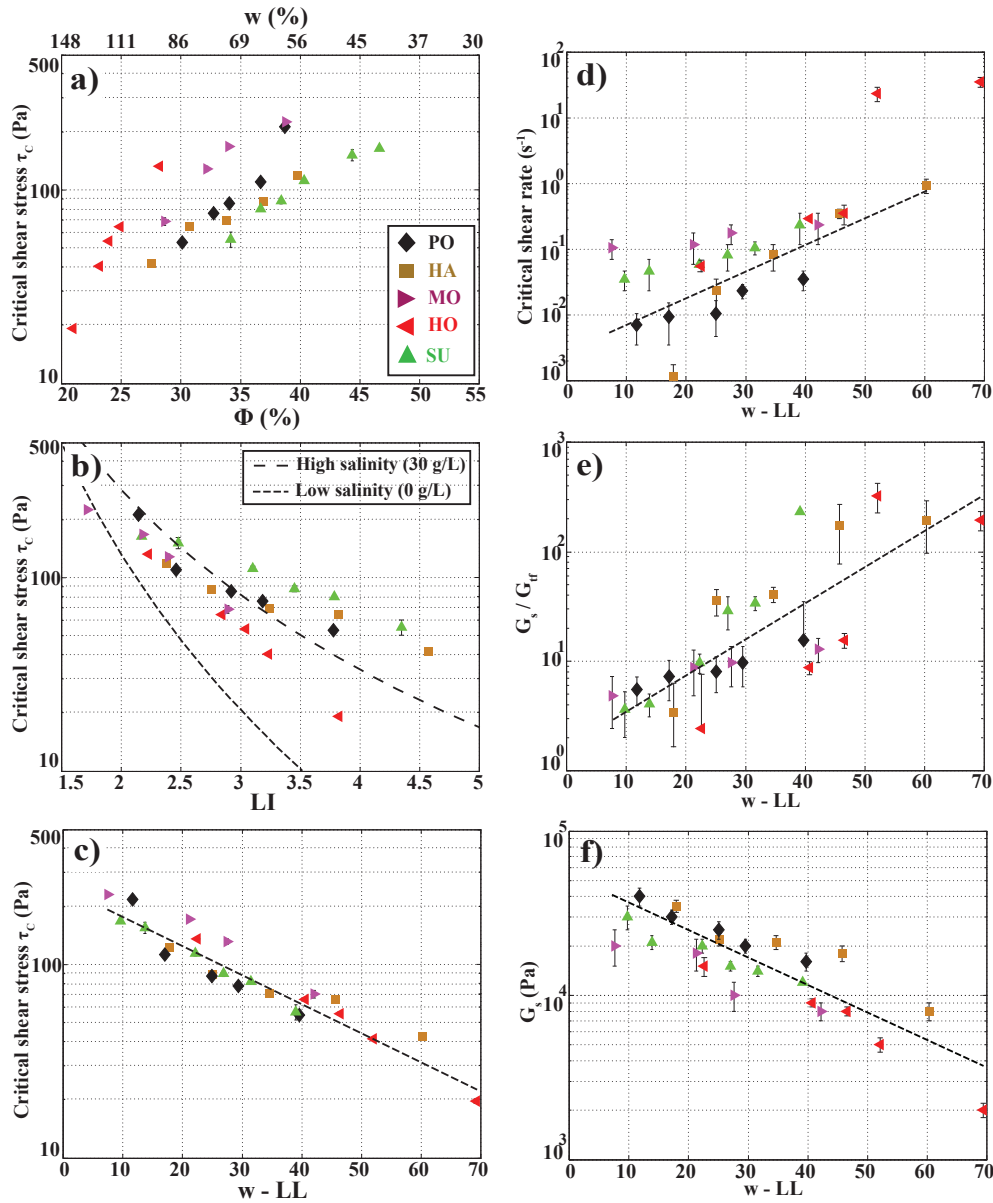 w (%)
148 111 86 69 56 45 37 30
a)
500
100
10
Critical shear stress τC (Pa)
20 25 30 35 40 45 50 55
Φ (%)
PO
HA
MO
HO
SU
b)
500
100
10
Critical shear stress τC (Pa)
High salinity (30 g/L)
Low salinity (0 g/L)
1.5 2 2.5 3 3.5 4 4.5 5
LI
c)
500
100
10
Critical shear stress τC (Pa)
0 10 20 30 40 50 60 70
w - LL
d)
10^2
10^1
10^0
10^-1
10^-2
10^-3
Critical shear rate (s^-1)
0 10 20 30 40 50 60 70
w - LL
e)
10^3
10^2
10^1
10^0
Gs / Gtf
0 10 20 30 40 50 60 70
w - LL
f)
10^5
10^4
10^3
Gs (Pa)
0 10 20 30 40 50 60 70
w - LL